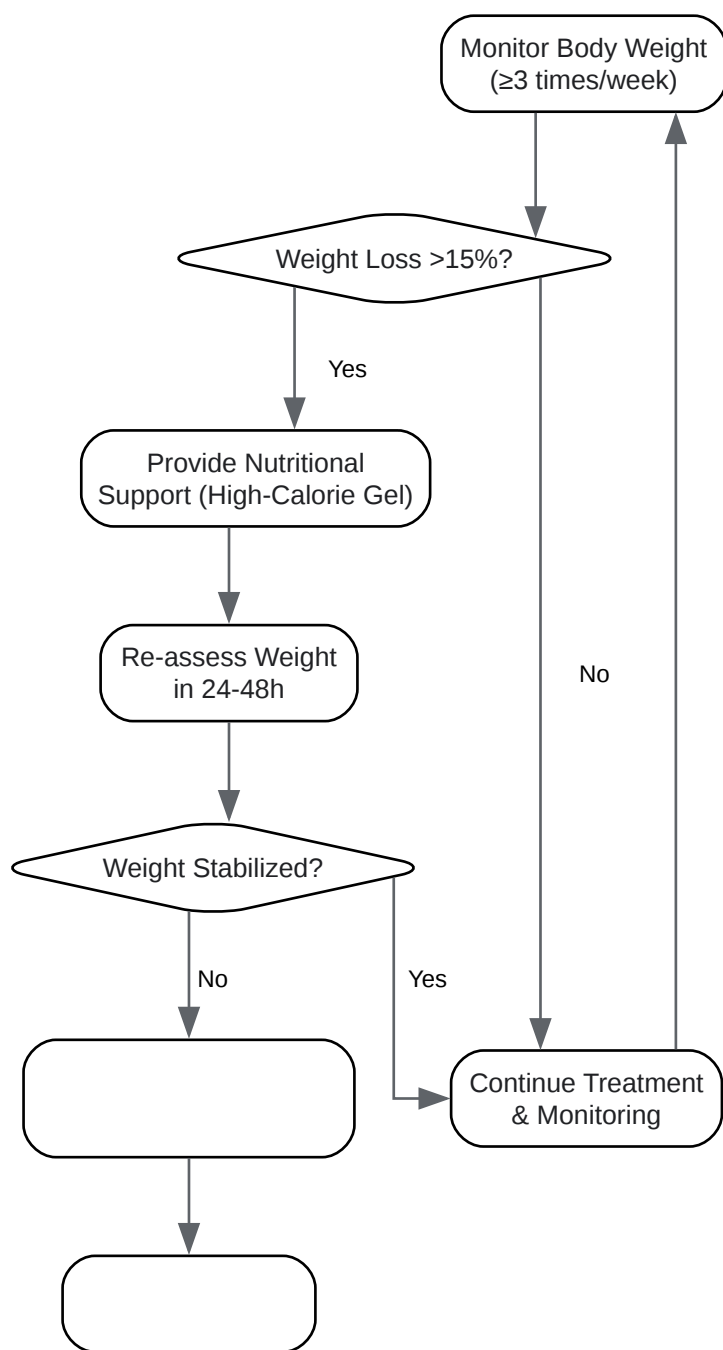 Monitor Body Weight
(≥3 times/week)
Weight Loss >15%?
Yes
Provide Nutritional
Support (High-Calorie Gel)
Re-assess Weight
in 24-48h
No
Weight Stabilized?
No
Yes
Continue Treatment
& Monitoring